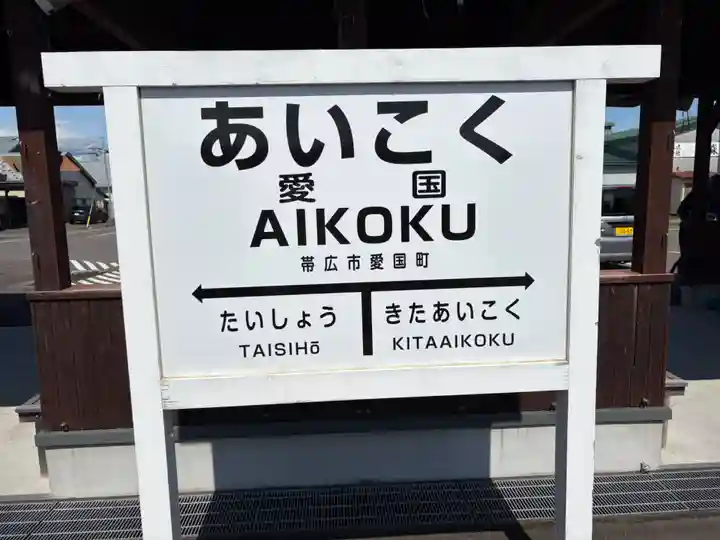 あいこく
愛国
AIKOKU
帯広市愛国町
たいしょう きたあいこく
TAISIHō KITAAIKOKU